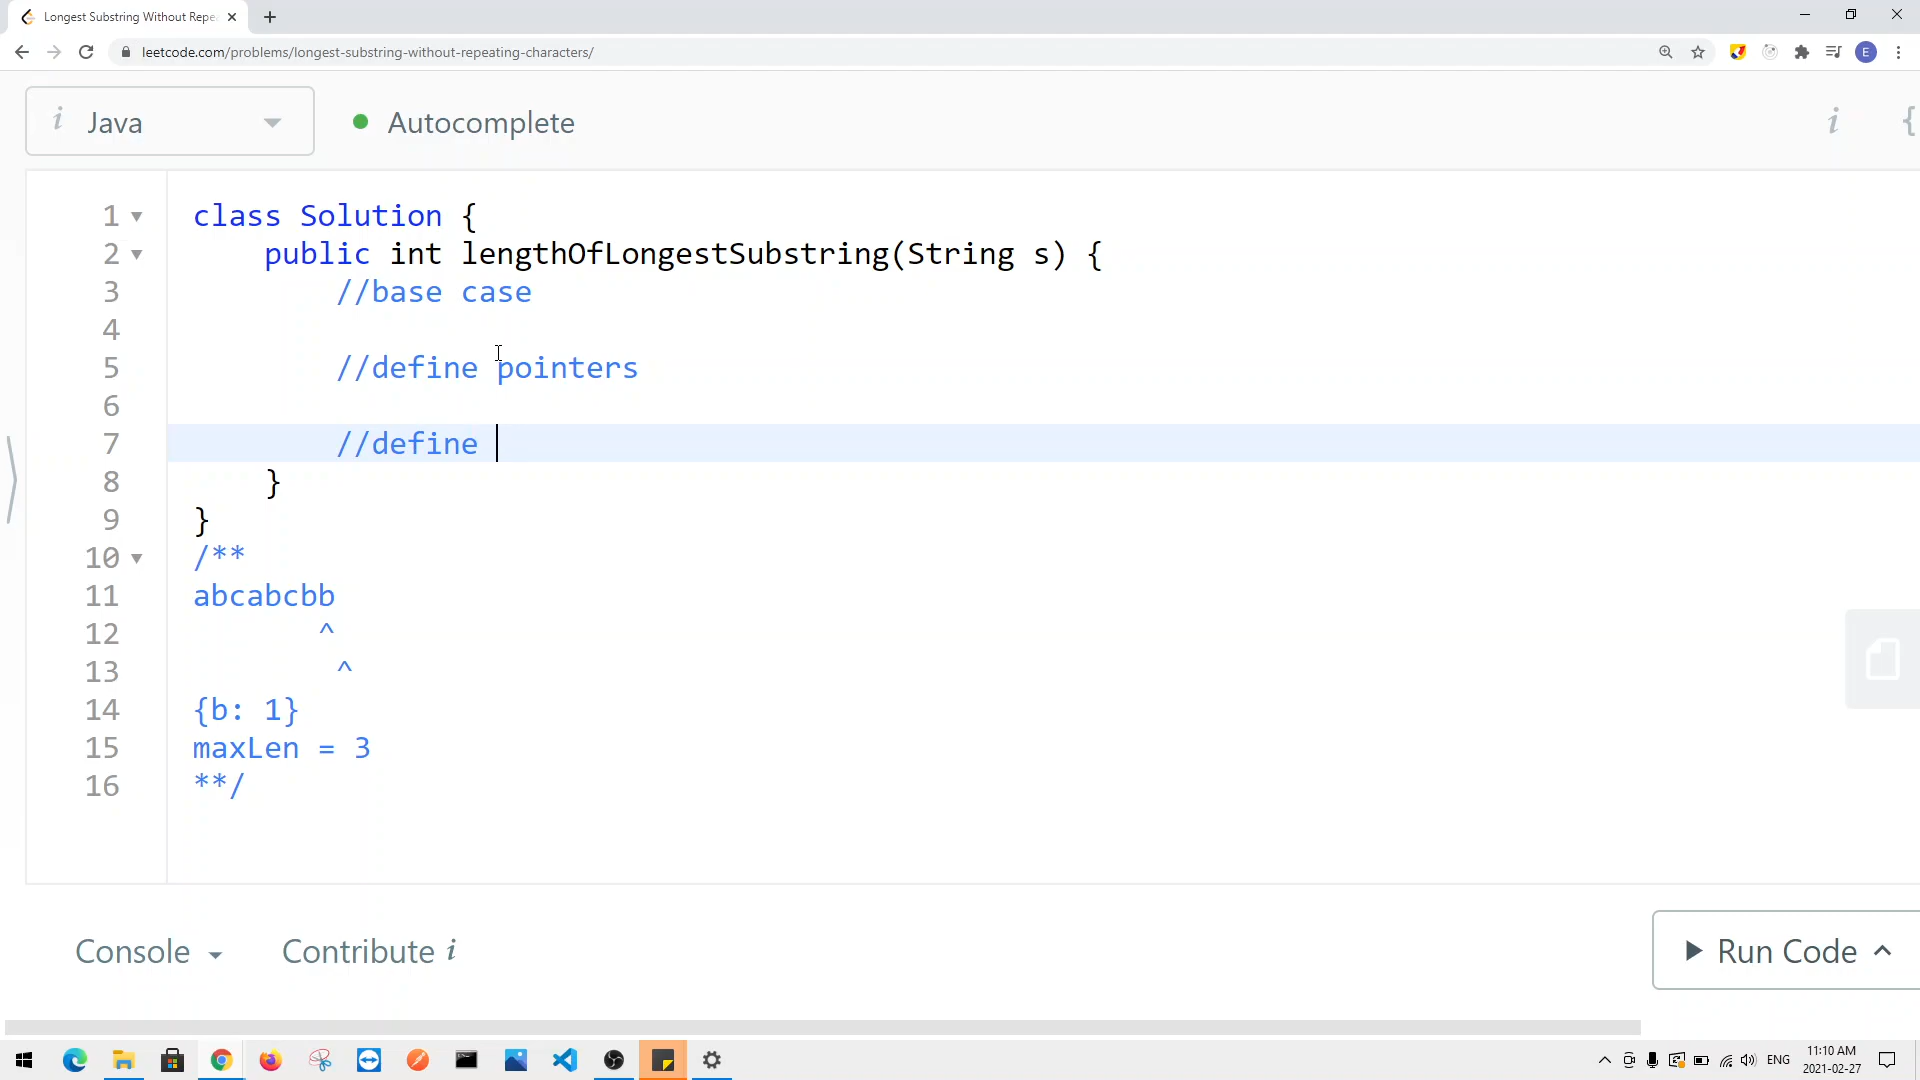 Longest Substring Without Repe
leetcode.com/problems/longest-substring-without-repeating-characters/
E
i Java
Autocomplete
i {
1 class Solution {
2 public int lengthOfLongestSubstring(String s) {
3 //base case
4
5 //define pointers
6
7 //define
8 }
9 }
10 /**
11 abcabcbb
12 ^
13 ^
14 {b: 1}
15 maxLen = 3
16 **/
Console
Contribute i
Run Code
ENG
11:10 AM
2021-02-27